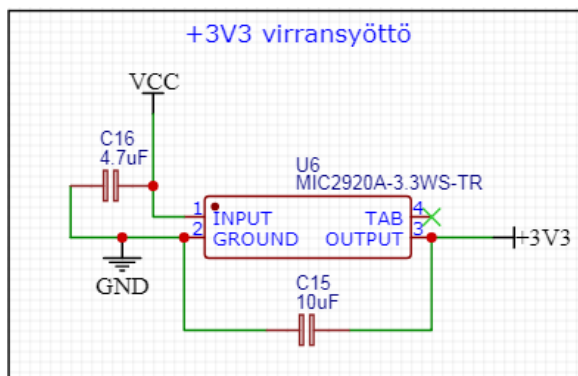 +3V3 virransyöttö
VCC
C16
4.7uF
U6
MIC2920A-3.3WS-TR
1 INPUT TAB 4
2 GROUND OUTPUT 3
+3V3
GND
C15
10uF